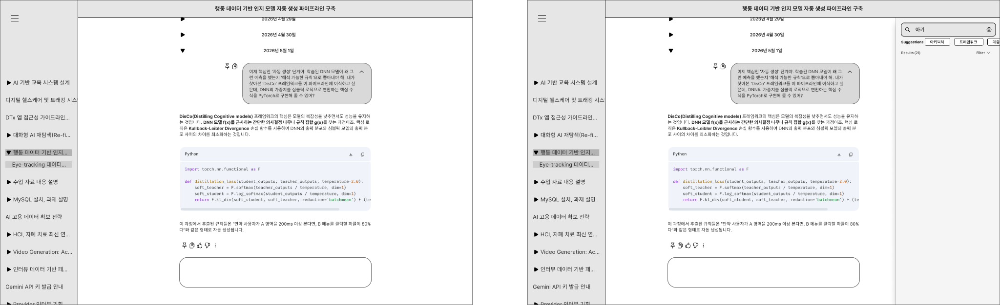 행동 데이터 기반 인지 모델 자동 생성 파이프라인 구축
AI 기반 교육 시스템 설계
디지털 헬스케어 및 트래킹 시스
DTx 앱 접근성 가이드라인...
대화형 AI 재탐색(Re-fi...
행동 데이터 기반 인지...
Eye-tracking 데이터...
수업 자료 내용 설명
MySQL 설치, 과제 설명
AI 고용 데이터 확보 전략
HCI, 자폐 치료 최신 연...
Video Generation: Ac...
인터뷰 데이터 기반 페...
Gemini API 키 발급 안내
Provider 인터뷰 기획
2026년 4월 29일
2026년 4월 30일
2026년 5월 1일
이제 핵심인 '자동 생성' 단계야. 학습된 DNN 모델이 왜 그
런 예측을 했는지 '해석 가능한 규칙'으로 뽑아내야 해. 내가
찾아본 'DisCo' 프레임워크를 이 파이프라인에 이식하고 싶
은데, DNN의 가중치를 심볼릭 로직으로 변환하는 핵심 수
식을 PyTorch로 구현해 줄 수 있어?
DisCo(Distilling Cognitive models) 프레임워크의 핵심은 모델의 복잡성을 낮추면서도 성능을 유지하
는 것입니다. DNN 모델 f(x)를 근사하는 간단한 의사결정 나무나 규칙 집합 g(x)를 찾는 과정이죠. 핵심 로
직은 Kullback-Leibler Divergence 손실 함수를 사용하여 DNN의 출력 분포와 심볼릭 모델의 출력 분
포 사이의 차이를 최소화하는 것입니다.
Python
import torch.nn.functional as F
def distillation_loss(student_outputs, teacher_outputs, temperature=2.0):
soft_teacher = F.softmax(teacher_outputs / temperature, dim=1)
soft_student = F.log_softmax(student_outputs / temperature, dim=1)
return F.kl_div(soft_student, soft_teacher, reduction='batchmean') * (te
이 과정에서 추출된 규칙들은 "만약 사용자가 A 영역을 200ms 이상 본다면, B 메뉴를 클릭할 확률이 80%
다"와 같은 형태로 자동 생성됩니다.
행동 데이터 기반 인지 모델 자동 생성 파이프라인 구축
AI 기반 교육 시스템 설계
디지털 헬스케어 및 트래킹 시스
DTx 앱 접근성 가이드라인...
대화형 AI 재탐색(Re-fi...
행동 데이터 기반 인지...
Eye-tracking 데이터...
수업 자료 내용 설명
MySQL 설치, 과제 설명
AI 고용 데이터 확보 전략
HCI, 자폐 치료 최신 연...
Video Generation: Ac...
인터뷰 데이터 기반 페...
Gemini API 키 발급 안내
Provider 인터뷰 기획
2026년 4월 29일
2026년 4월 30일
2026년 5월 1일
이제 핵심인 '자동 생성' 단계야. 학습된 DNN 모델이 왜 그
런 예측을 했는지 '해석 가능한 규칙'으로 뽑아내야 해. 내가
찾아본 'DisCo' 프레임워크를 이 파이프라인에 이식하고 싶
은데, DNN의 가중치를 심볼릭 로직으로 변환하는 핵심 수
식을 PyTorch로 구현해 줄 수 있어?
DisCo(Distilling Cognitive models) 프레임워크의 핵심은 모델의 복잡성을 낮추면서도 성능을 유지하
는 것입니다. DNN 모델 f(x)를 근사하는 간단한 의사결정 나무나 규칙 집합 g(x)를 찾는 과정이죠. 핵심 로
직은 Kullback-Leibler Divergence 손실 함수를 사용하여 DNN의 출력 분포와 심볼릭 모델의 출력 분
포 사이의 차이를 최소화하는 것입니다.
Python
import torch.nn.functional as F
def distillation_loss(student_outputs, teacher_outputs, temperature=2.0):
soft_teacher = F.softmax(teacher_outputs / temperature, dim=1)
soft_student = F.log_softmax(student_outputs / temperature, dim=1)
return F.kl_div(soft_student, soft_teacher, reduction='batchmean') * (te
이 과정에서 추출된 규칙들은 "만약 사용자가 A 영역을 200ms 이상 본다면, B 메뉴를 클릭할 확률이 80%
다"와 같은 형태로 자동 생성됩니다.
아키
Suggestions 아키텍쳐 프레임워크 계층
Results (21) Filter